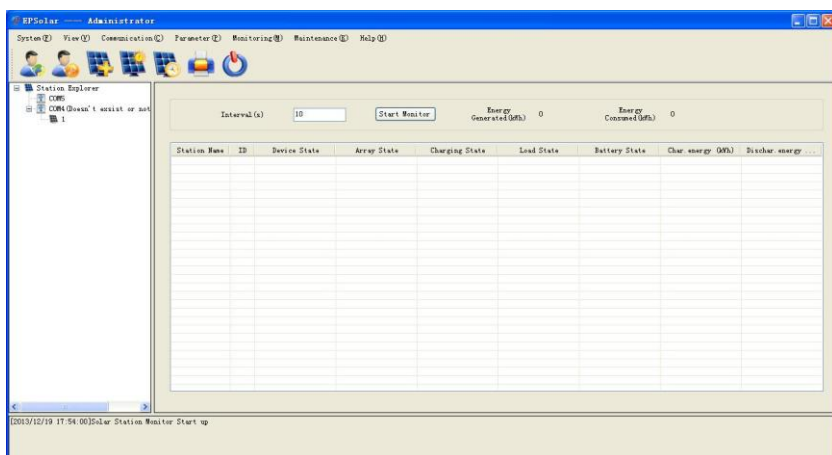 EPSolar —— Administrator
System(F) View(V) Communication(C) Parameter(P) Monitoring(M) Maintenance(E) Help(H)
Station Explorer
COM5
COM4(Doesn't exsist or not
1
Interval(s) 10 Start Monitor Energy Generated(kWh) 0 Energy Consumed(kWh) 0
Station Name ID Device State Array State Charging State Load State Battery State Char. energy (kWh) Dischar. energy ...
[2013/12/19 17:54:00]Solar Station Monitor Start up